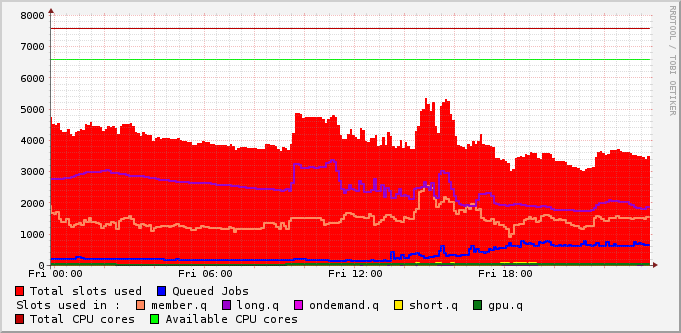 8000
7000
6000
5000
4000
3000
2000
1000
0
Fri 00:00 Fri 06:00 Fri 12:00 Fri 18:00
Total slots used Queued Jobs
Slots used in : member.q long.q ondemand.q short.q gpu.q
Total CPU cores Available CPU cores
RRDTOOL / TOBI OETIKER